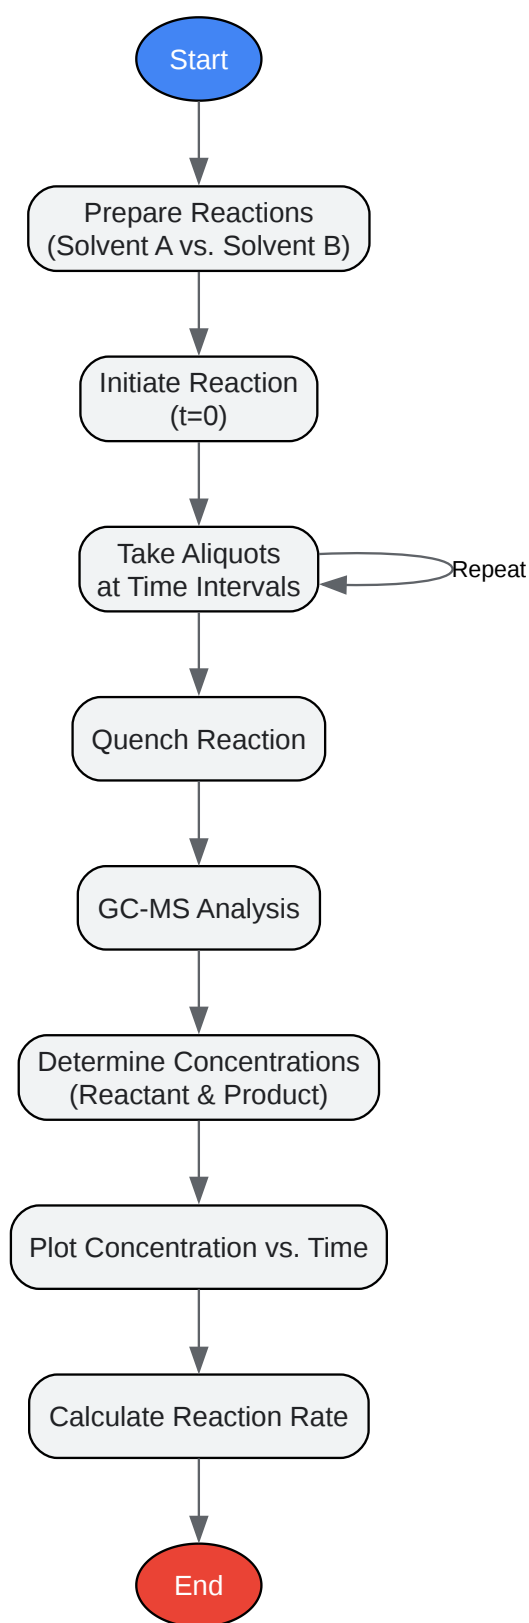 Start
Prepare Reactions
(Solvent A vs. Solvent B)
Initiate Reaction
(t=0)
Take Aliquots
at Time Intervals
Repeat
Quench Reaction
GC-MS Analysis
Determine Concentrations
(Reactant & Product)
Plot Concentration vs. Time
Calculate Reaction Rate
End